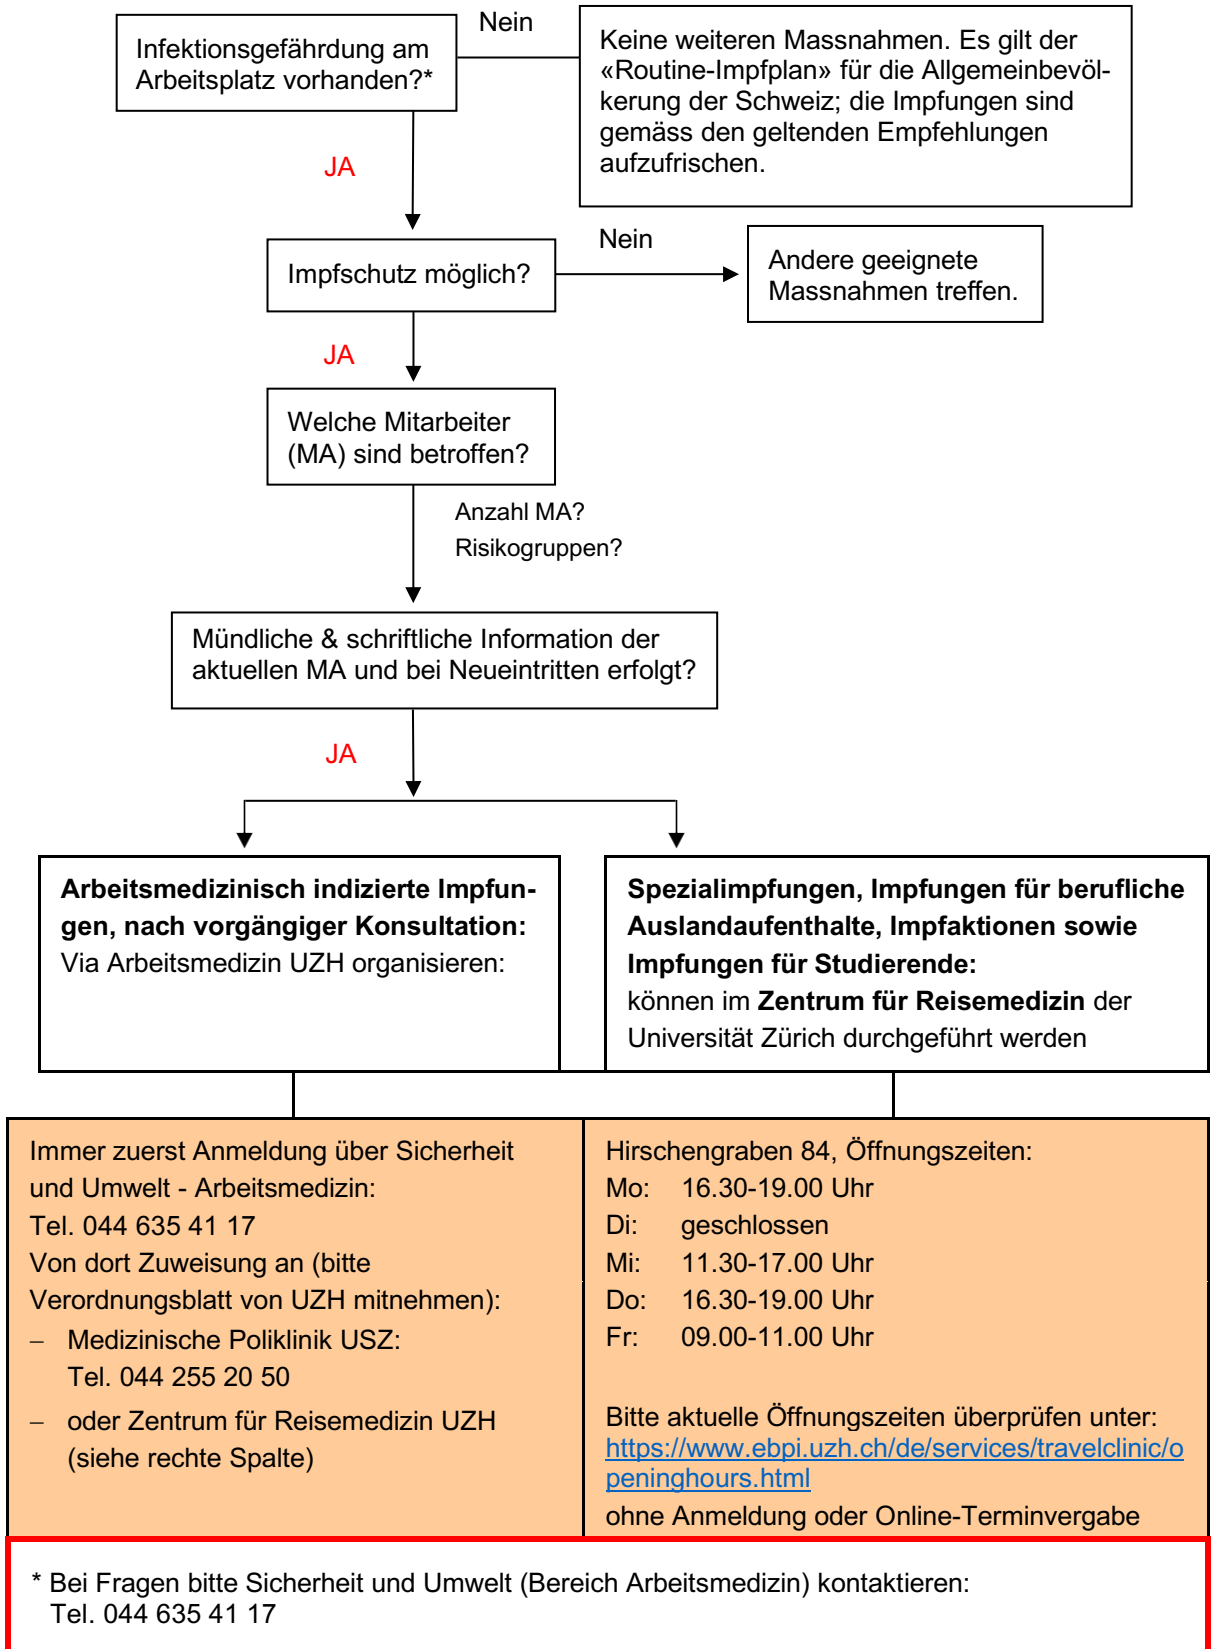 Infektionsgefährdung am
Arbeitsplatz vorhanden?*
Nein
Keine weiteren Massnahmen. Es gilt der
«Routine-Impfplan» für die Allgemeinbevöl-
kerung der Schweiz; die Impfungen sind
gemäss den geltenden Empfehlungen
aufzufrischen.
JA
Impfschutz möglich?
Nein
Andere geeignete
Massnahmen treffen.
JA
Welche Mitarbeiter
(MA) sind betroffen?
Anzahl MA?
Risikogruppen?
Mündliche & schriftliche Information der
aktuellen MA und bei Neueintritten erfolgt?
JA
Arbeitsmedizinisch indizierte Impfun-
gen, nach vorgängiger Konsultation:
Via Arbeitsmedizin UZH organisieren:
Spezialimpfungen, Impfungen für berufliche
Auslandaufenthalte, Impfaktionen sowie
Impfungen für Studierende:
können im Zentrum für Reisemedizin der
Universität Zürich durchgeführt werden
Immer zuerst Anmeldung über Sicherheit
und Umwelt - Arbeitsmedizin:
Tel. 044 635 41 17
Von dort Zuweisung an (bitte
Verordnungsblatt von UZH mitnehmen):
– Medizinische Poliklinik USZ:
Tel. 044 255 20 50
– oder Zentrum für Reisemedizin UZH
(siehe rechte Spalte)
Hirschengraben 84, Öffnungszeiten:
Mo: 16.30-19.00 Uhr
Di: geschlossen
Mi: 11.30-17.00 Uhr
Do: 16.30-19.00 Uhr
Fr: 09.00-11.00 Uhr
Bitte aktuelle Öffnungszeiten überprüfen unter:
https://www.ebpi.uzh.ch/de/services/travelclinic/o
peninghours.html
ohne Anmeldung oder Online-Terminvergabe
* Bei Fragen bitte Sicherheit und Umwelt (Bereich Arbeitsmedizin) kontaktieren:
Tel. 044 635 41 17